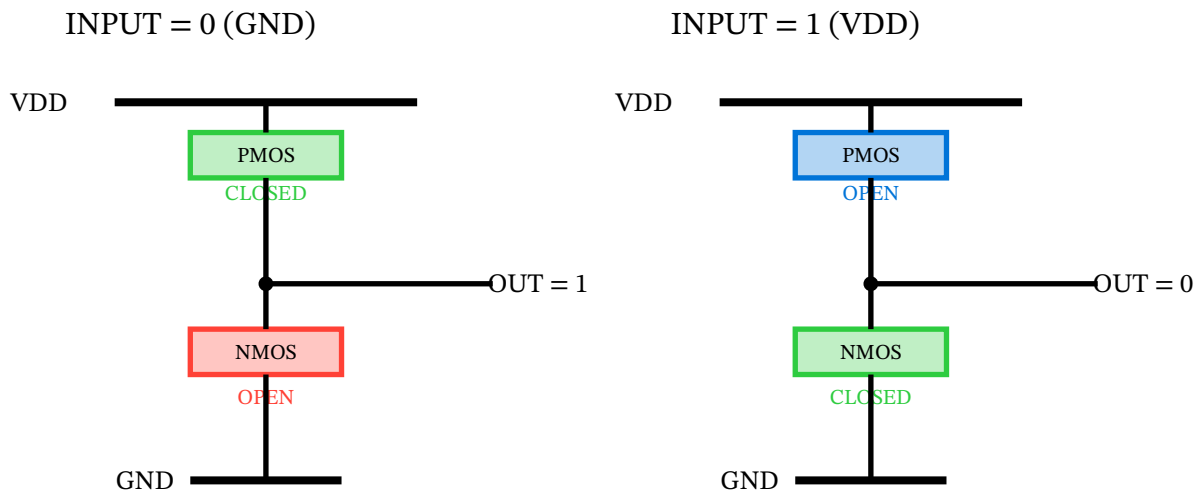 INPUT = 0 (GND)
VDD
PMOS
CLOSED
OUT = 1
NMOS
OPEN
GND
INPUT = 1 (VDD)
VDD
PMOS
OPEN
OUT = 0
NMOS
CLOSED
GND